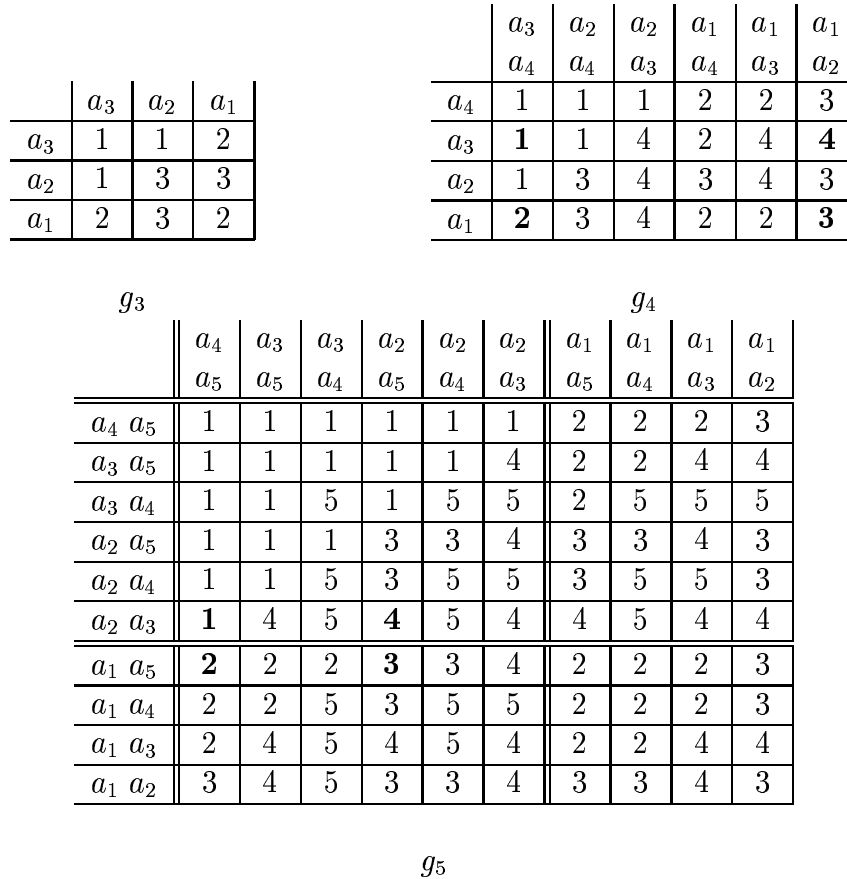 a₃ a₂ a₂ a₁ a₁ a₁
a₄ a₄ a₃ a₄ a₃ a₂
a₄ 1 1 1 2 2 3
a₃ 1 1 4 2 4 4
a₂ 1 3 4 3 4 3
a₁ 2 3 4 2 2 3
a₃ a₂ a₁
a₃ 1 1 2
a₂ 1 3 3
a₁ 2 3 2
g₃ g₄
a₄ a₃ a₃ a₂ a₂ a₂ a₁ a₁ a₁ a₁
a₅ a₅ a₄ a₅ a₄ a₃ a₅ a₄ a₃ a₂
a₄ a₅ 1 1 1 1 1 1 2 2 2 3
a₃ a₅ 1 1 1 1 1 4 2 2 4 4
a₃ a₄ 1 1 5 1 5 5 2 5 5 5
a₂ a₅ 1 1 1 3 3 4 3 3 4 3
a₂ a₄ 1 1 5 3 5 5 3 5 5 3
a₂ a₃ 1 4 5 4 5 4 4 5 4 4
a₁ a₅ 2 2 2 3 3 4 2 2 2 3
a₁ a₄ 2 2 5 3 5 5 2 2 2 3
a₁ a₃ 2 4 5 4 5 4 2 2 4 4
a₁ a₂ 3 4 5 3 3 4 3 3 4 3
g₅